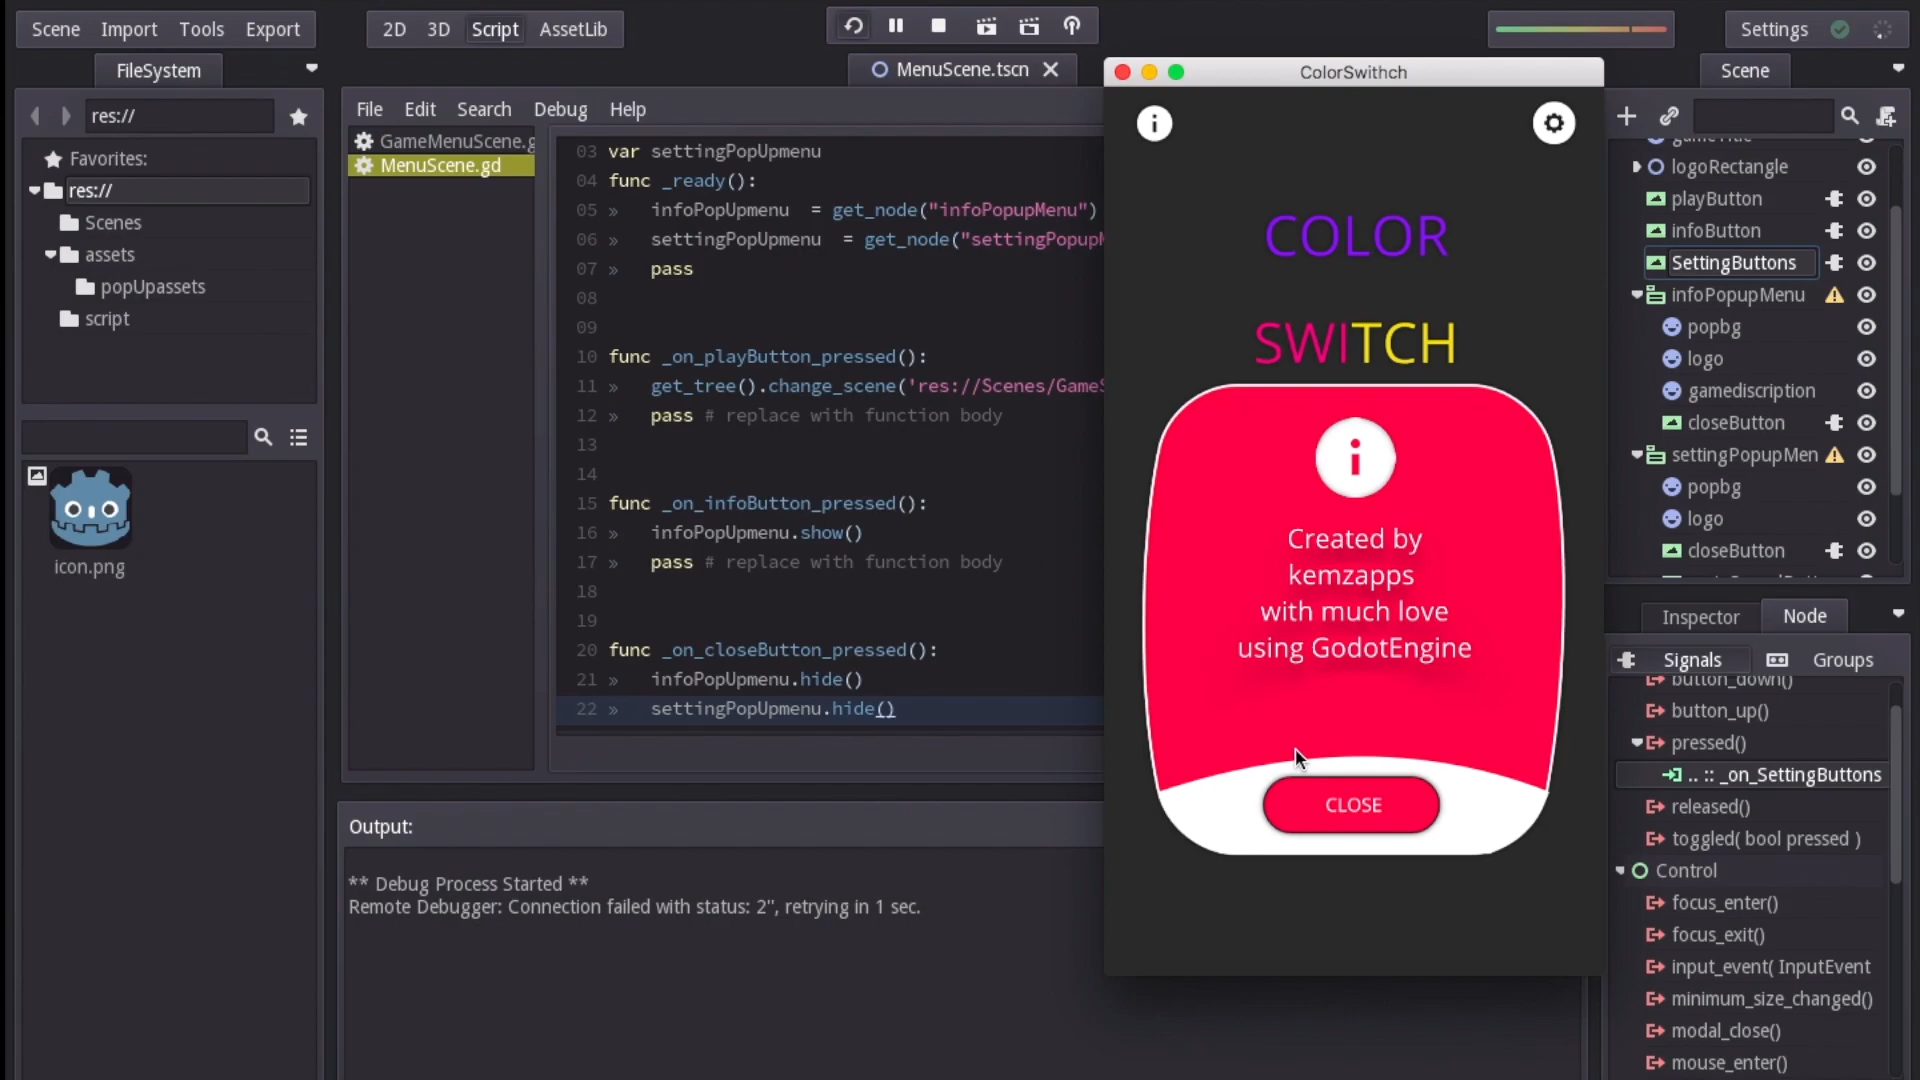 Scene Import Tools Export
2D 3D Script AssetLib
Settings
FileSystem
MenuScene.tscn
ColorSwithch
Scene
res://
Favorites:
res://
Scenes
assets
popUpassets
script
icon.png
File Edit Search Debug Help
GameMenuScene.g
MenuScene.gd
03 var settingPopUpmenu
04 func _ready():
05 » infoPopUpmenu = get_node("infoPopupMenu")
06 » settingPopUpmenu = get_node("settingPopupM
07 » pass
08
09
10 func _on_playButton_pressed():
11 » get_tree().change_scene('res://Scenes/GameS
12 » pass # replace with function body
13
14
15 func _on_infoButton_pressed():
16 » infoPopUpmenu.show()
17 » pass # replace with function body
18
19
20 func _on_closeButton_pressed():
21 » infoPopUpmenu.hide()
22 » settingPopUpmenu.hide()
Output:
** Debug Process Started **
Remote Debugger: Connection failed with status: 2'', retrying in 1 sec.
i
COLOR
SWITCH
i
Created by
kemzapps
with much love
using GodotEngine
CLOSE
gameTitle
logoRectangle
playButton
infoButton
SettingButtons
infoPopupMenu
popbg
logo
gamediscription
closeButton
settingPopupMen
popbg
logo
closeButton
Inspector Node
Signals Groups
button_down()
button_up()
pressed()
.. :: _on_SettingButtons
released()
toggled( bool pressed )
Control
focus_enter()
focus_exit()
input_event( InputEvent
minimum_size_changed()
modal_close()
mouse_enter()